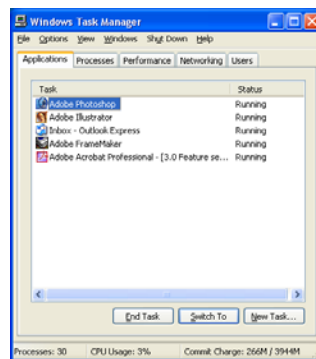 Windows Task Manager
File Options View Windows Shut Down Help
Applications Processes Performance Networking Users
Task Status
Adobe Photoshop Running
Adobe Illustrator Running
Inbox - Outlook Express Running
Adobe FrameMaker Running
Adobe Acrobat Professional - [3.0 Feature se... Running
End Task Switch To New Task...
Processes: 30 CPU Usage: 3% Commit Charge: 266M / 3944M